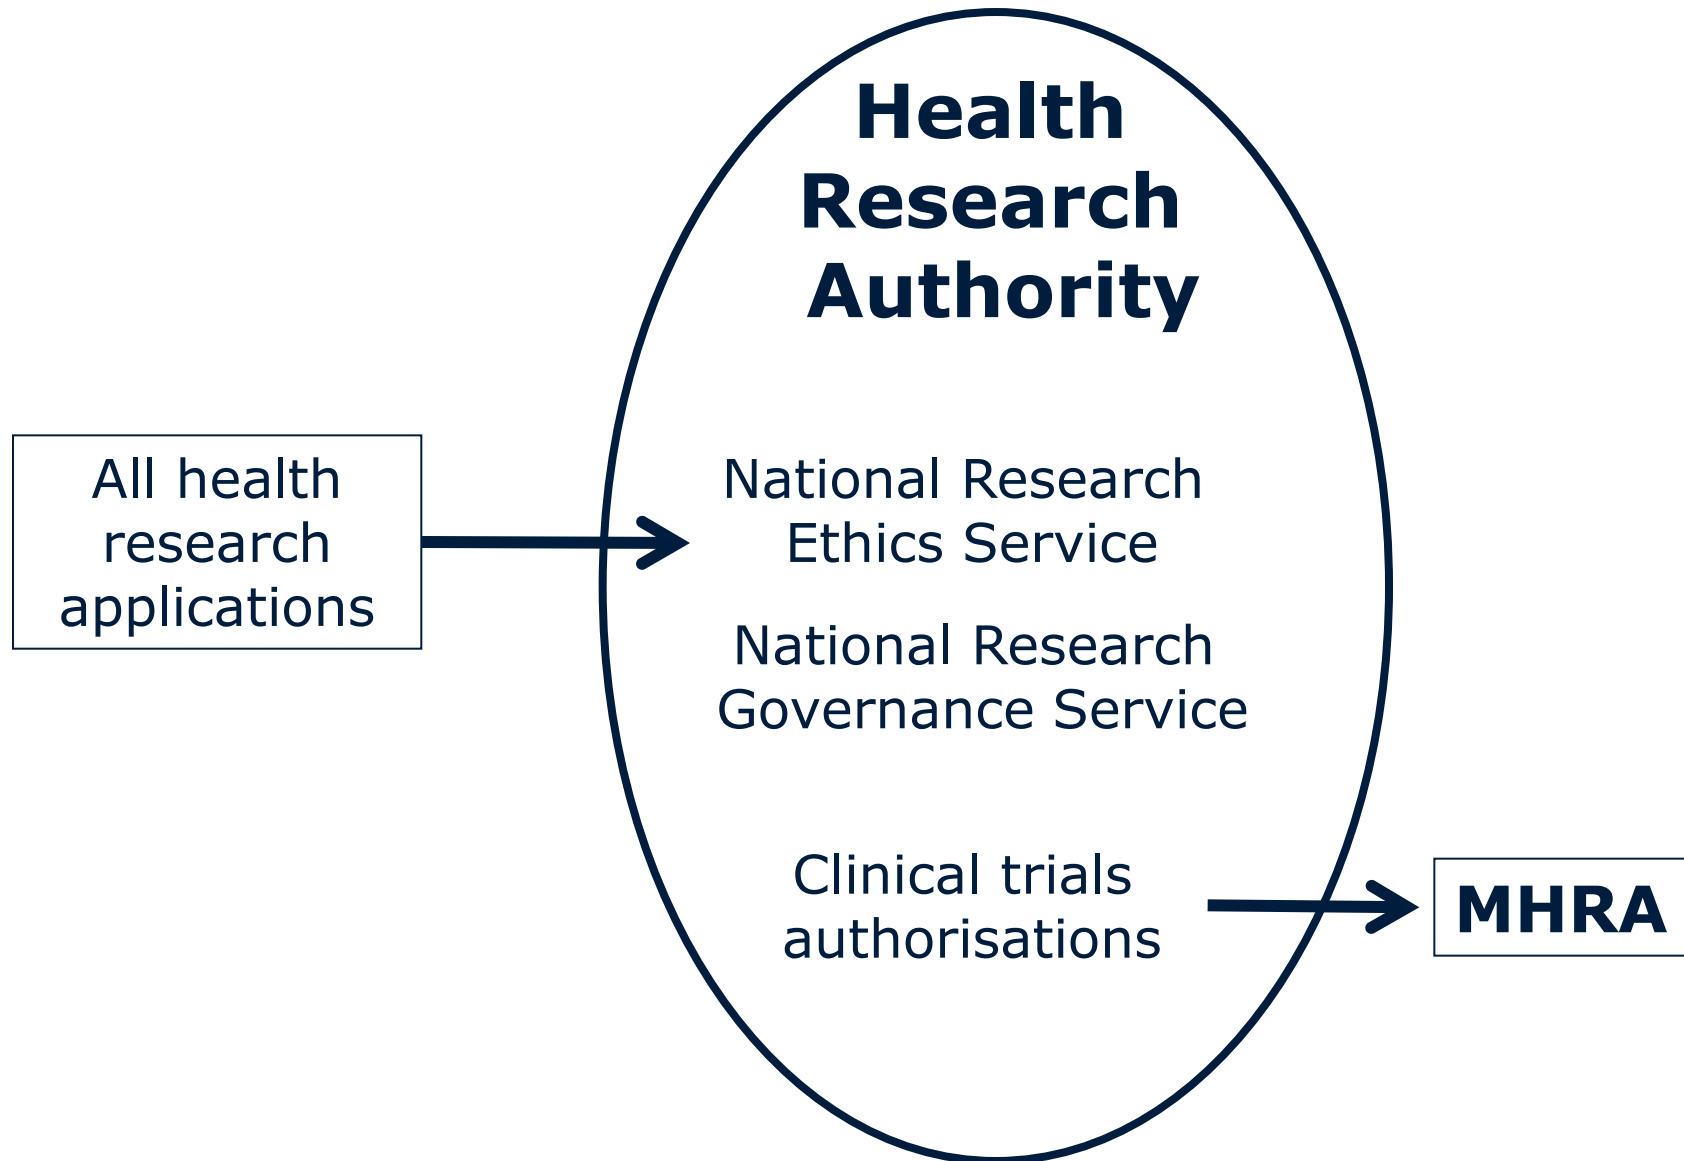 Health
Research
Authority
All health
research
applications
National Research
Ethics Service
National Research
Governance Service
Clinical trials
authorisations
MHRA